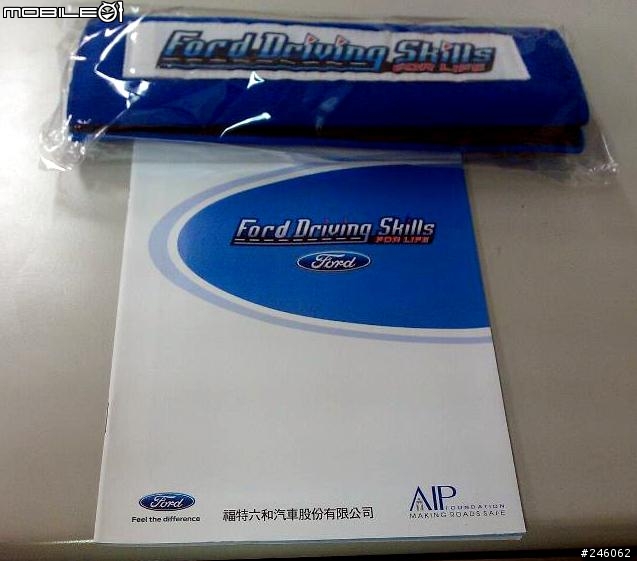 MOBILE01
Ford Driving Skills
FOR LIFE
Ford Driving Skills
FOR LIFE
Ford
Ford
Feel the difference
福特六和汽車股份有限公司
AIP
FOUNDATION
MAKING ROADS SAFE
#246062